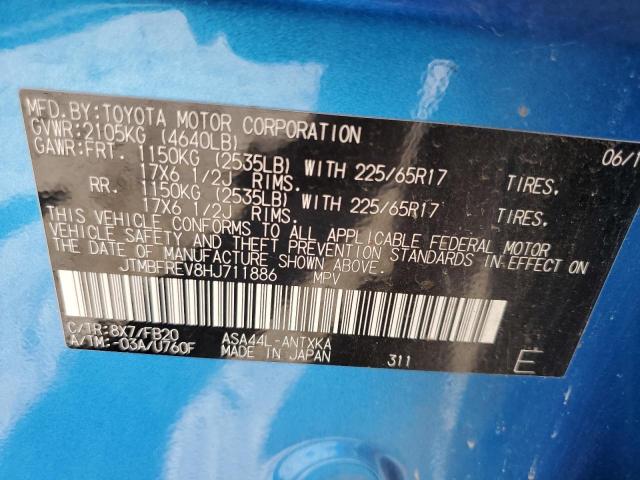 MFD.BY:TOYOTA MOTOR CORPORATION 06/1
GVWR:2105KG (4640LB)
GAWR:FRT. 1150KG (2535LB) WITH 225/65R17 TIRES.
17X6 1/2J RIMS.
RR. 1150KG (2535LB) WITH 225/65R17 TIRES.
17X6 1/2J RIMS.
THIS VEHICLE CONFORMS TO ALL APPLICABLE FEDERAL MOTOR
VEHICLE SAFETY AND THEFT PREVENTION STANDARDS IN EFFECT ON
THE DATE OF MANUFACTURE SHOWN ABOVE.
JTMBFREV8HJ711886 MPV
C/TR:8X7/FB20 ASA44L-ANTXKA
A/TM:-03A/U760F MADE IN JAPAN 311 E